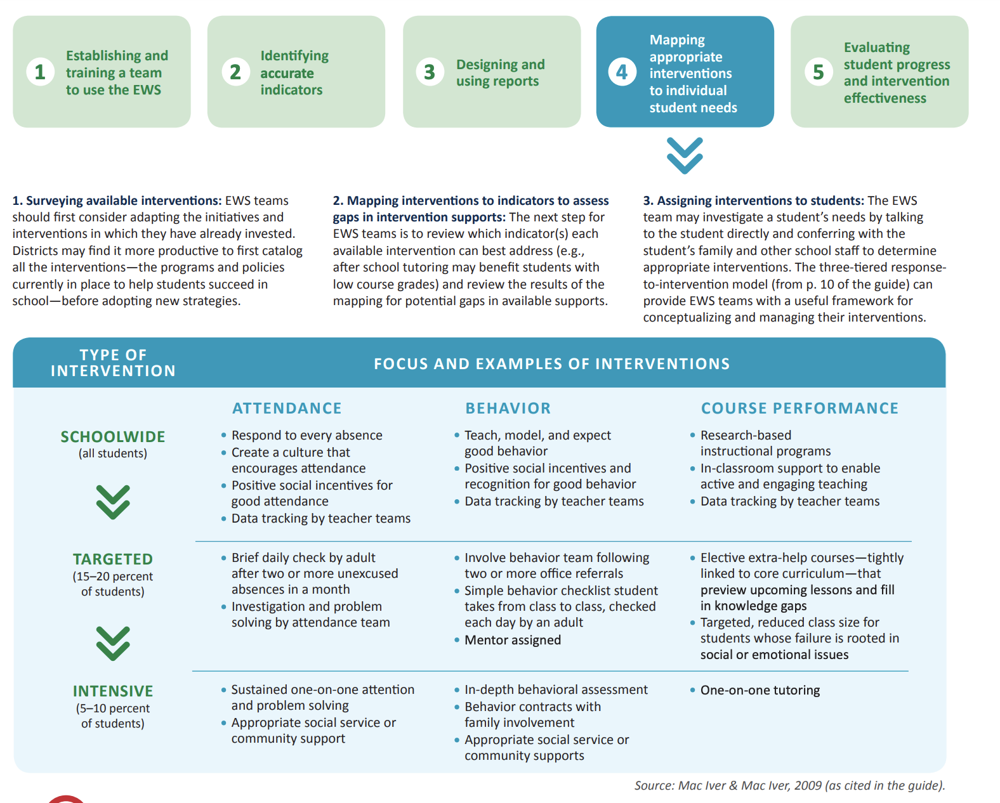 1
Establishing and
training a team
to use the EWS
2
Identifying
accurate
indicators
3
Designing and
using reports
4
Mapping
appropriate
interventions
to individual
student needs
5
Evaluating
student progress
and intervention
effectiveness
1. Surveying available interventions: EWS teams
should first consider adapting the initiatives and
interventions in which they have already invested.
Districts may find it more productive to first catalog
all the interventions—the programs and policies
currently in place to help students succeed in
school—before adopting new strategies.
2. Mapping interventions to indicators to assess
gaps in intervention supports: The next step for
EWS teams is to review which indicator(s) each
available intervention can best address (e.g.,
after school tutoring may benefit students with
low course grades) and review the results of the
mapping for potential gaps in available supports.
3. Assigning interventions to students: The EWS
team may investigate a student’s needs by talking
to the student directly and conferring with the
student’s family and other school staff to determine
appropriate interventions. The three-tiered response-
to-intervention model (from p. 10 of the guide) can
provide EWS teams with a useful framework for
conceptualizing and managing their interventions.
TYPE OF
INTERVENTION
FOCUS AND EXAMPLES OF INTERVENTIONS
ATTENDANCE
BEHAVIOR
COURSE PERFORMANCE
SCHOOLWIDE
(all students)
• Respond to every absence
• Create a culture that
encourages attendance
• Positive social incentives for
good attendance
• Data tracking by teacher teams
• Teach, model, and expect
good behavior
• Positive social incentives and
recognition for good behavior
• Data tracking by teacher teams
• Research-based
instructional programs
• In-classroom support to enable
active and engaging teaching
• Data tracking by teacher teams
TARGETED
(15–20 percent
of students)
• Brief daily check by adult
after two or more unexcused
absences in a month
• Investigation and problem
solving by attendance team
• Involve behavior team following
two or more office referrals
• Simple behavior checklist student
takes from class to class, checked
each day by an adult
• Mentor assigned
• Elective extra-help courses—tightly
linked to core curriculum—that
preview upcoming lessons and fill
in knowledge gaps
• Targeted, reduced class size for
students whose failure is rooted in
social or emotional issues
INTENSIVE
(5–10 percent
of students)
• Sustained one-on-one attention
and problem solving
• Appropriate social service or
community support
• In-depth behavioral assessment
• Behavior contracts with
family involvement
• Appropriate social service or
community supports
• One-on-one tutoring
Source: Mac Iver & Mac Iver, 2009 (as cited in the guide).